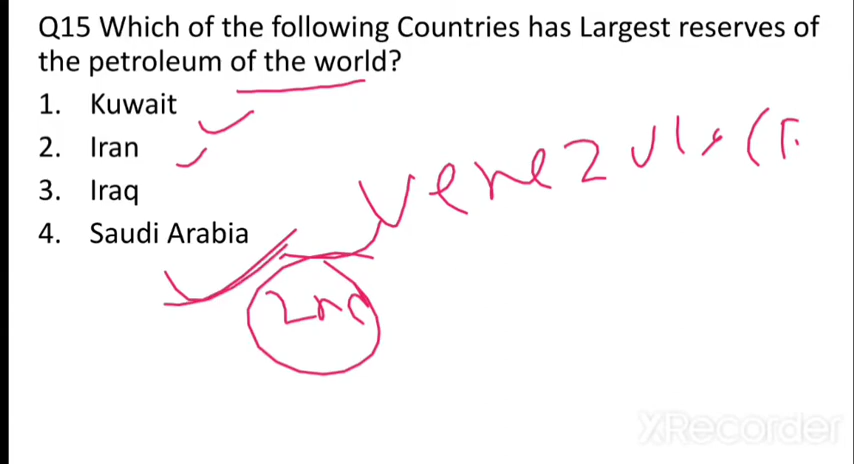 Q15 Which of the following Countries has Largest reserves of
the petroleum of the world?
1. Kuwait
2. Iran
3. Iraq
4. Saudi Arabia
Venezul
2nd
XRecorder